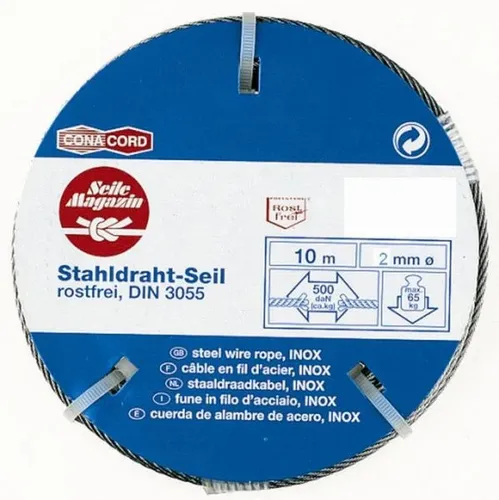 CONACORD
Seile
Magazin
Rost
frei
Stahldraht-Seil
rostfrei, DIN 3055
10 m
2 mm ø
500
daN
(ca.kg)
max.
65
kg
GB steel wire rope, INOX
F câble en fil d'acier, INOX
NL staaldraadkabel, INOX
I fune in filo d'acciaio, INOX
E cuerda de alambre de acero, INOX